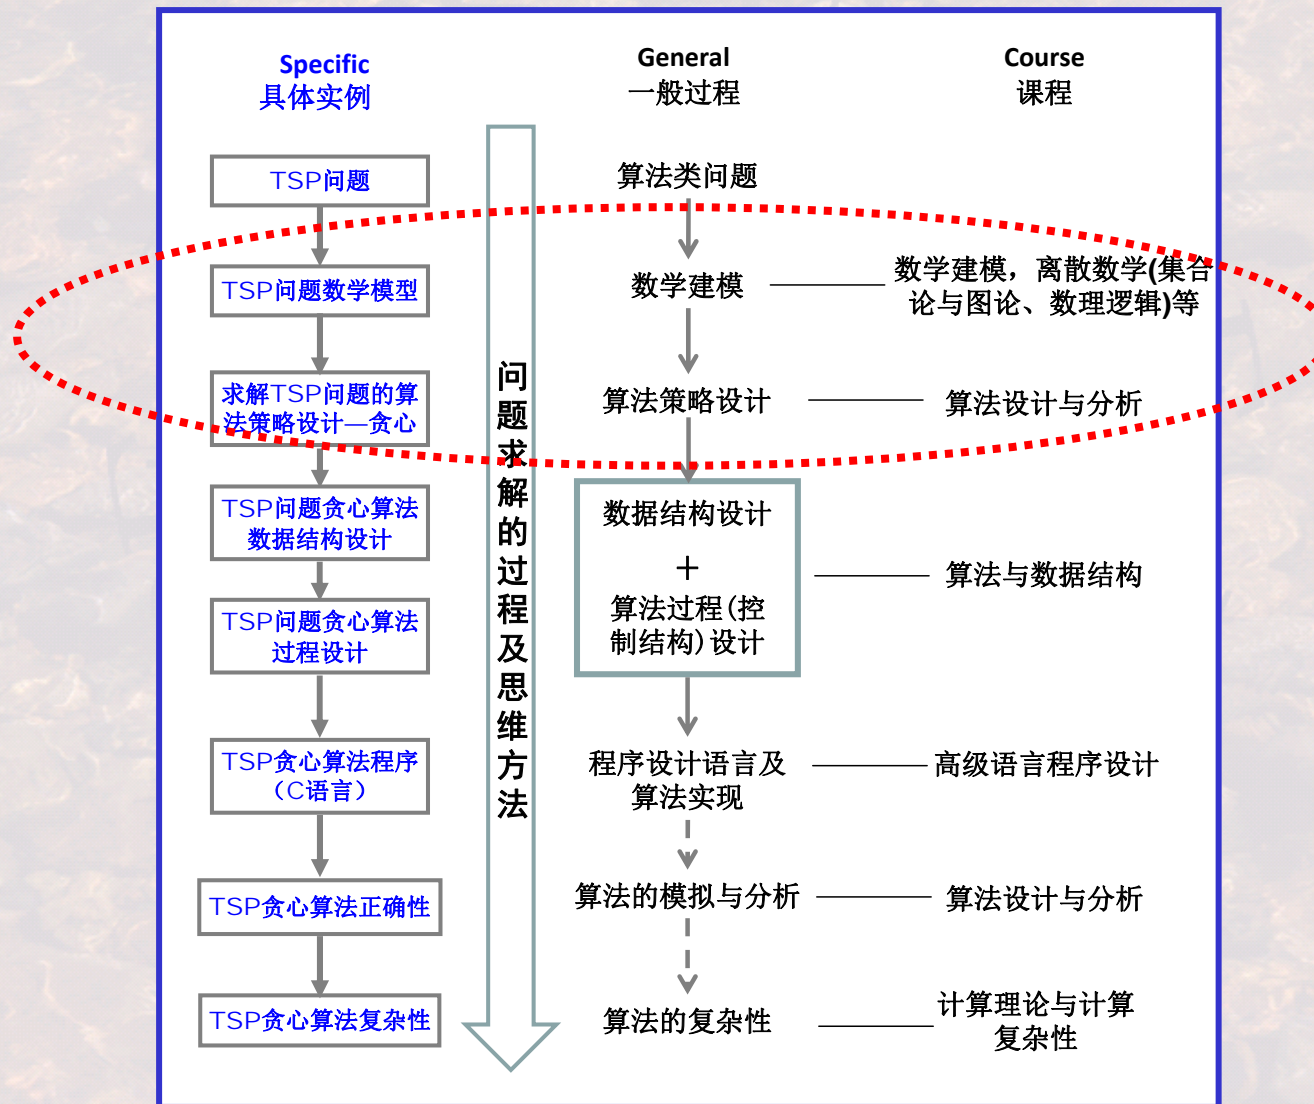 Specific
具体实例
General
一般过程
Course
课程
TSP问题
TSP问题数学模型
求解TSP问题的算
法策略设计—贪心
TSP问题贪心算法
数据结构设计
TSP问题贪心算法
过程设计
TSP贪心算法程序
（C语言）
TSP贪心算法正确性
TSP贪心算法复杂性
问题求解的过程及思维方法
算法类问题
数学建模
算法策略设计
数据结构设计
＋
算法过程(控
制结构)设计
程序设计语言及
算法实现
算法的模拟与分析
算法的复杂性
数学建模，离散数学(集合
论与图论、数理逻辑)等
算法设计与分析
算法与数据结构
高级语言程序设计
算法设计与分析
计算理论与计算
复杂性